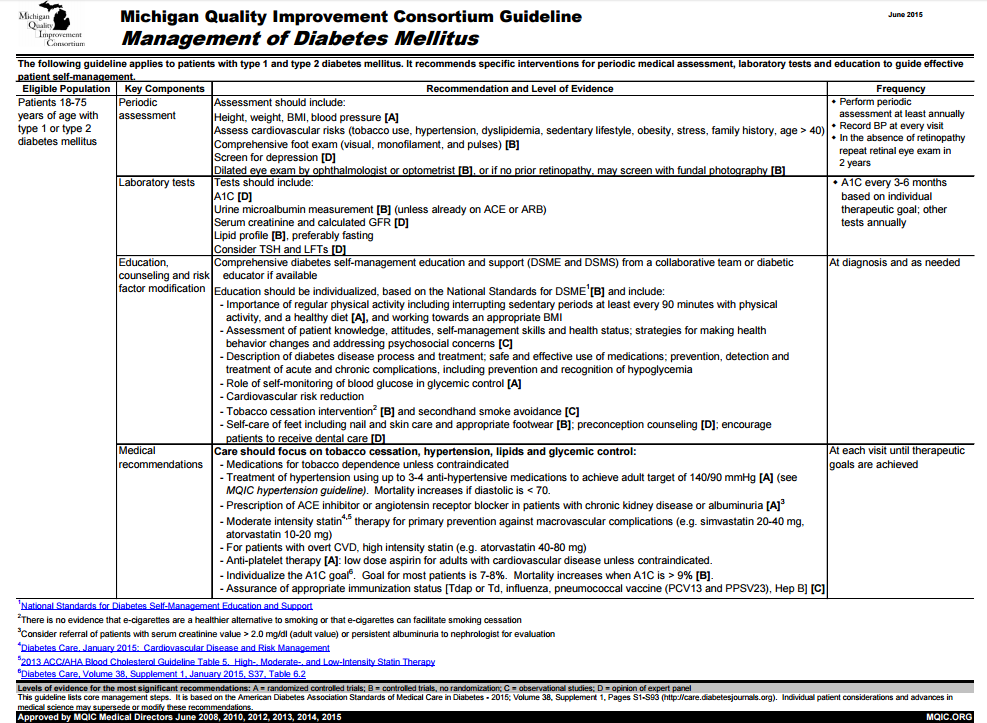 Michigan
Quality
Improvement
Consortium
Michigan Quality Improvement Consortium Guideline
June 2015
Management of Diabetes Mellitus
The following guideline applies to patients with type 1 and type 2 diabetes mellitus. It recommends specific interventions for periodic medical assessment, laboratory tests and education to guide effective
patient self-management.
Eligible Population
Key Components
Recommendation and Level of Evidence
Frequency
Patients 18-75
years of age with
type 1 or type 2
diabetes mellitus
Periodic
assessment
Assessment should include:
Height, weight, BMI, blood pressure [A]
Assess cardiovascular risks (tobacco use, hypertension, dyslipidemia, sedentary lifestyle, obesity, stress, family history, age > 40)
Comprehensive foot exam (visual, monofilament, and pulses) [B]
Screen for depression [D]
Dilated eye exam by ophthalmologist or optometrist [B], or if no prior retinopathy, may screen with fundal photography [B]
♦ Perform periodic
assessment at least annually
♦ Record BP at every visit
♦ In the absence of retinopathy
repeat retinal eye exam in
2 years
Laboratory tests
Tests should include:
A1C [D]
Urine microalbumin measurement [B] (unless already on ACE or ARB)
Serum creatinine and calculated GFR [D]
Lipid profile [B], preferably fasting
Consider TSH and LFTs [D]
♦ A1C every 3-6 months
based on individual
therapeutic goal; other
tests annually
Education,
counseling and risk
factor modification
Comprehensive diabetes self-management education and support (DSME and DSMS) from a collaborative team or diabetic
educator if available
Education should be individualized, based on the National Standards for DSME¹[B] and include:
- Importance of regular physical activity including interrupting sedentary periods at least every 90 minutes with physical
activity, and a healthy diet [A], and working towards an appropriate BMI
- Assessment of patient knowledge, attitudes, self-management skills and health status; strategies for making health
behavior changes and addressing psychosocial concerns [C]
- Description of diabetes disease process and treatment; safe and effective use of medications; prevention, detection and
treatment of acute and chronic complications, including prevention and recognition of hypoglycemia
- Role of self-monitoring of blood glucose in glycemic control [A]
- Cardiovascular risk reduction
- Tobacco cessation intervention² [B] and secondhand smoke avoidance [C]
- Self-care of feet including nail and skin care and appropriate footwear [B]; preconception counseling [D]; encourage
patients to receive dental care [D]
At diagnosis and as needed
Medical
recommendations
Care should focus on tobacco cessation, hypertension, lipids and glycemic control:
- Medications for tobacco dependence unless contraindicated
- Treatment of hypertension using up to 3-4 anti-hypertensive medications to achieve adult target of 140/90 mmHg [A] (see
MQIC hypertension guideline). Mortality increases if diastolic is < 70.
- Prescription of ACE inhibitor or angiotensin receptor blocker in patients with chronic kidney disease or albuminuria [A]³
- Moderate intensity statin⁴,⁵ therapy for primary prevention against macrovascular complications (e.g. simvastatin 20-40 mg,
atorvastatin 10-20 mg)
- For patients with overt CVD, high intensity statin (e.g. atorvastatin 40-80 mg)
- Anti-platelet therapy [A]: low dose aspirin for adults with cardiovascular disease unless contraindicated.
- Individualize the A1C goal⁶. Goal for most patients is 7-8%. Mortality increases when A1C is > 9% [B].
- Assurance of appropriate immunization status [Tdap or Td, influenza, pneumococcal vaccine (PCV13 and PPSV23), Hep B] [C]
At each visit until therapeutic
goals are achieved
¹National Standards for Diabetes Self-Management Education and Support
²There is no evidence that e-cigarettes are a healthier alternative to smoking or that e-cigarettes can facilitate smoking cessation
³Consider referral of patients with serum creatinine value > 2.0 mg/dl (adult value) or persistent albuminuria to nephrologist for evaluation
⁴Diabetes Care, January 2015: Cardiovascular Disease and Risk Management
⁵2013 ACC/AHA Blood Cholesterol Guideline Table 5. High-, Moderate-, and Low-Intensity Statin Therapy
⁶Diabetes Care, Volume 38, Supplement 1, January 2015, S37, Table 6.2
Levels of evidence for the most significant recommendations: A = randomized controlled trials; B = controlled trials, no randomization; C = observational studies; D = opinion of expert panel
This guideline lists core management steps. It is based on the American Diabetes Association Standards of Medical Care in Diabetes - 2015; Volume 38, Supplement 1, Pages S1-S93 (http://care.diabetesjournals.org). Individual patient considerations and advances in
medical science may supersede or modify these recommendations.
Approved by MQIC Medical Directors June 2008, 2010, 2012, 2013, 2014, 2015
MQIC.ORG